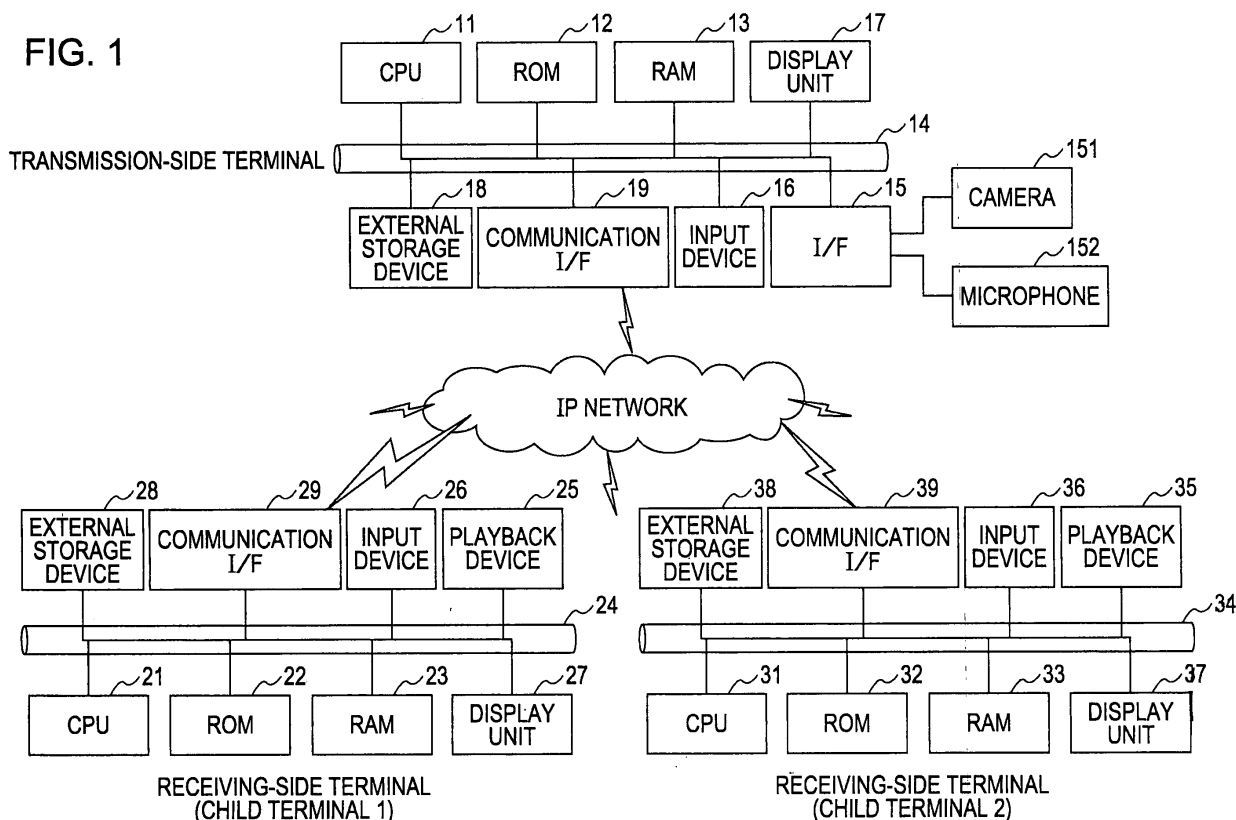 FIG. 1
11 12 13 17
CPU ROM RAM DISPLAY UNIT
14
TRANSMISSION-SIDE TERMINAL
18 19 16 15 151
EXTERNAL STORAGE DEVICE
COMMUNICATION I/F
INPUT DEVICE
I/F
CAMERA
152
MICROPHONE
IP NETWORK
28 29 26 25
EXTERNAL STORAGE DEVICE
COMMUNICATION I/F
INPUT DEVICE
PLAYBACK DEVICE
24
21 22 23 27
CPU ROM RAM DISPLAY UNIT
RECEIVING-SIDE TERMINAL
(CHILD TERMINAL 1)
38 39 36 35
EXTERNAL STORAGE DEVICE
COMMUNICATION I/F
INPUT DEVICE
PLAYBACK DEVICE
34
31 32 33 37
CPU ROM RAM DISPLAY UNIT
RECEIVING-SIDE TERMINAL
(CHILD TERMINAL 2)